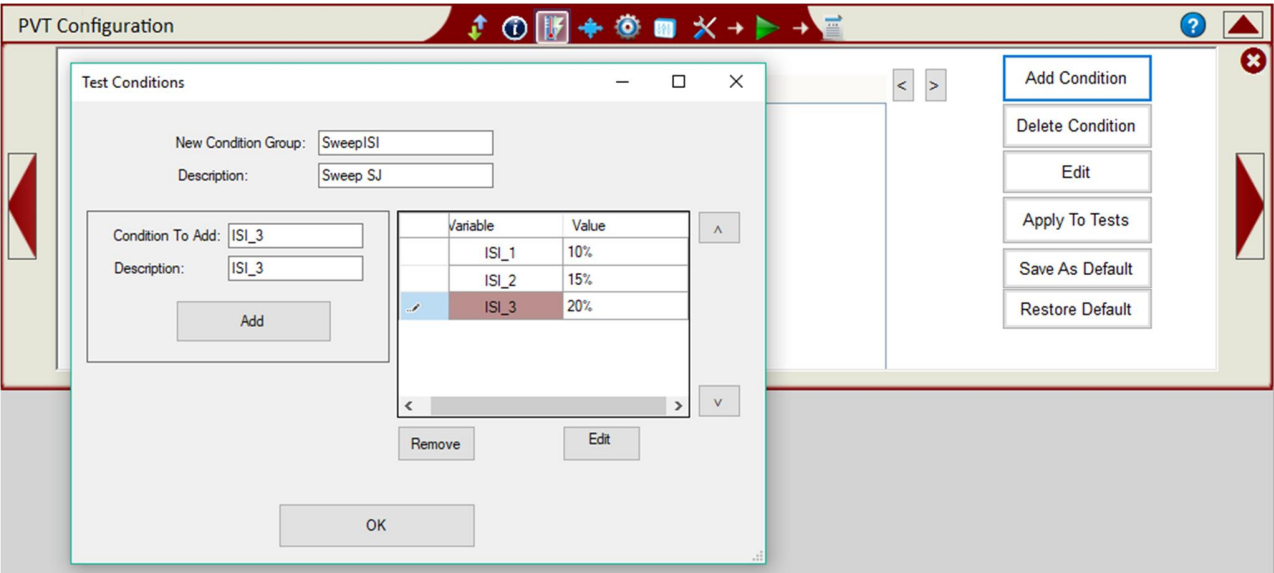 PVT Configuration
Test Conditions
New Condition Group: SweepISI
Description: Sweep SJ
Condition To Add: ISI_3
Description: ISI_3
Add
Variable Value
ISI_1 10%
ISI_2 15%
ISI_3 20%
Remove
Edit
OK
< >
Add Condition
Delete Condition
Edit
Apply To Tests
Save As Default
Restore Default